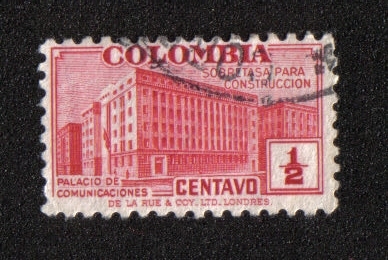 COLOMBIA
SOBRETASA PARA
CONSTRUCCION
PALACIO DE
COMUNICACIONES
CENTAVO
1/2
DE LA RUE & COY. LTD. LONDRES.